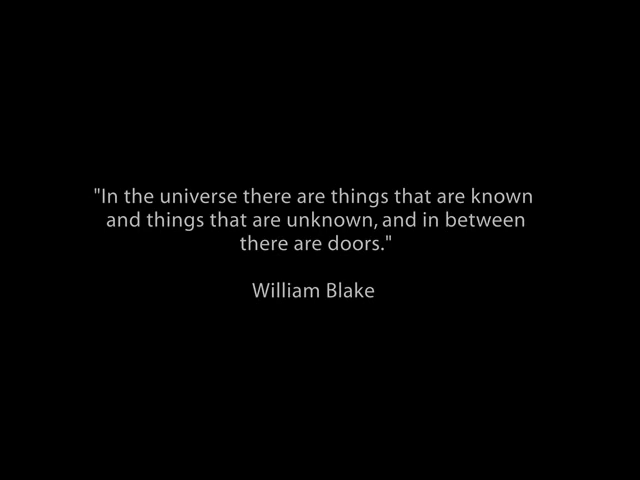 "In the universe there are things that are known
and things that are unknown, and in between
there are doors."
William Blake